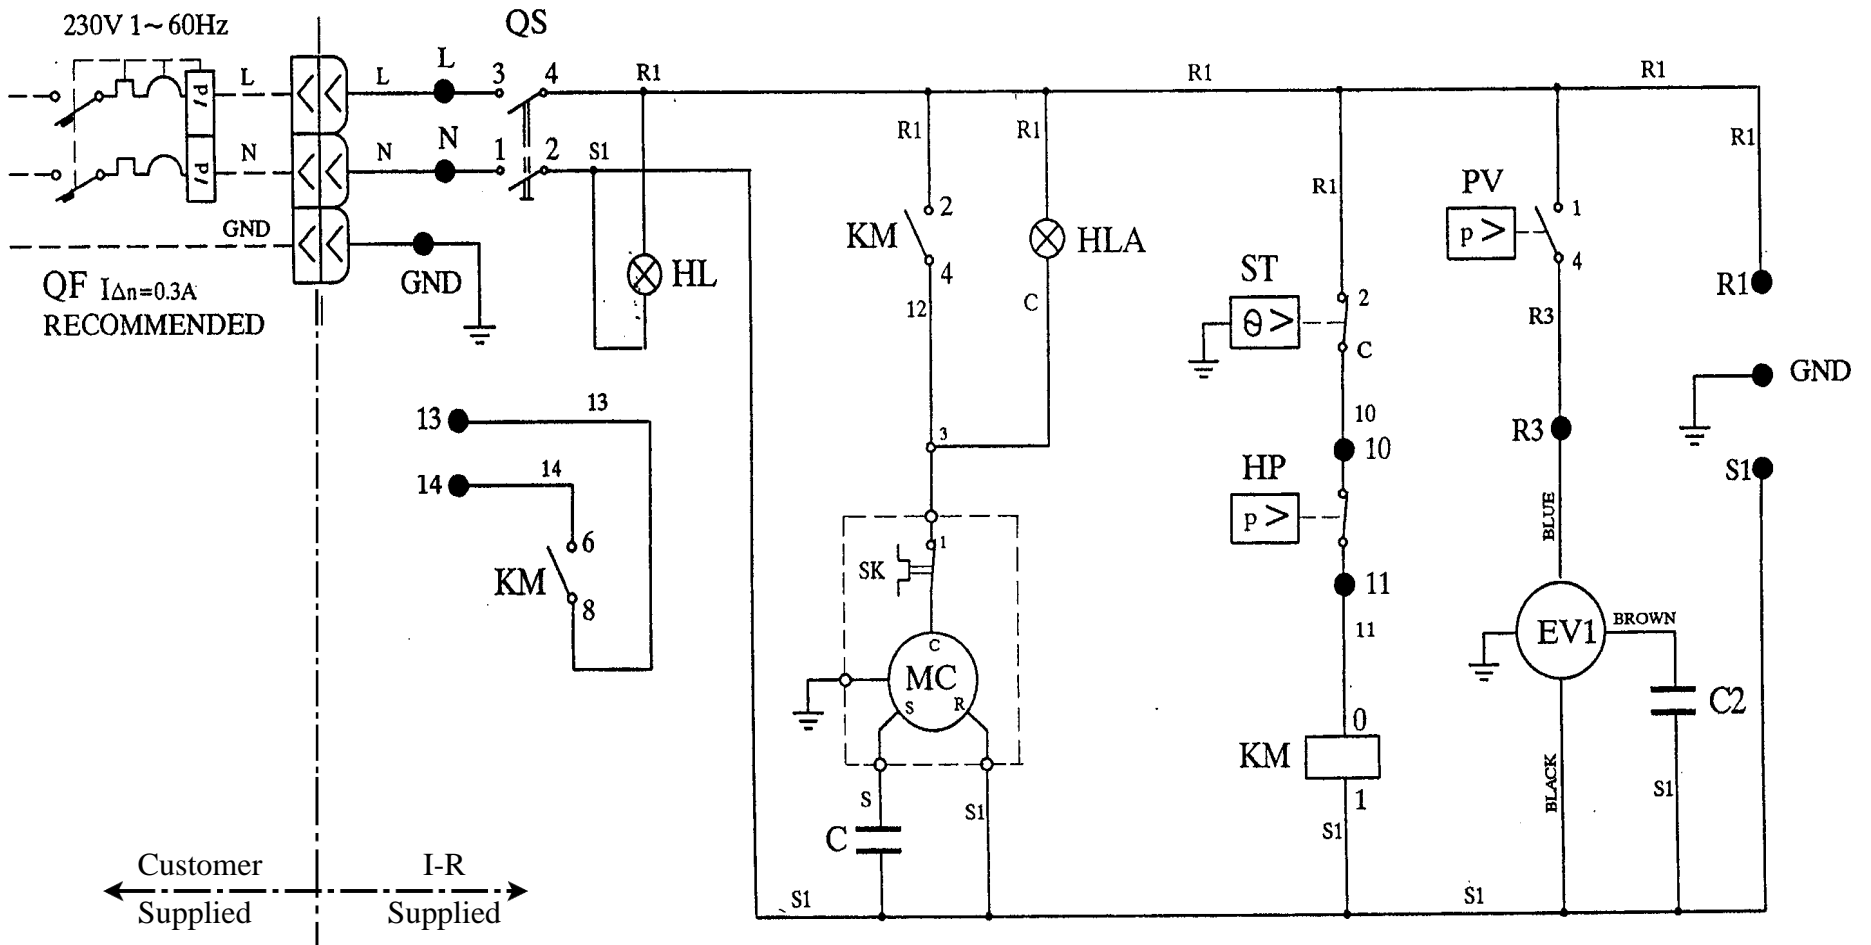 230V 1~60Hz
QS
L
L
L
3
4
R1
R1
R1
I d
N
N
N
1
2
S1
I d
GND
GND
QF IΔn=0.3A
RECOMMENDED
HL
R1
R1
KM
2
4
HLA
12
C
3
R1
ST
θ >
2
C
10
10
HP
p >
11
11
0
KM
1
S1
PV
p >
1
4
R3
R3
BLUE
EV1
BROWN
C2
BLACK
S1
R1
R1
GND
S1
13
13
14
14
KM
6
8
SK
1
C
MC
S
R
S
C
S1
S1
S1
Customer
Supplied
I-R
Supplied